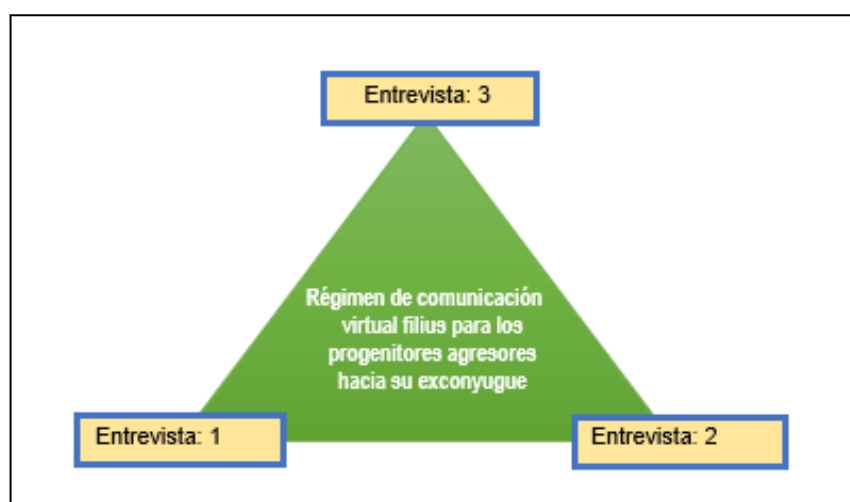 Entrevista: 3
Régimen de comunicación
virtual filius para los
progenitores agresores
hacia su exconyugue
Entrevista: 1
Entrevista: 2